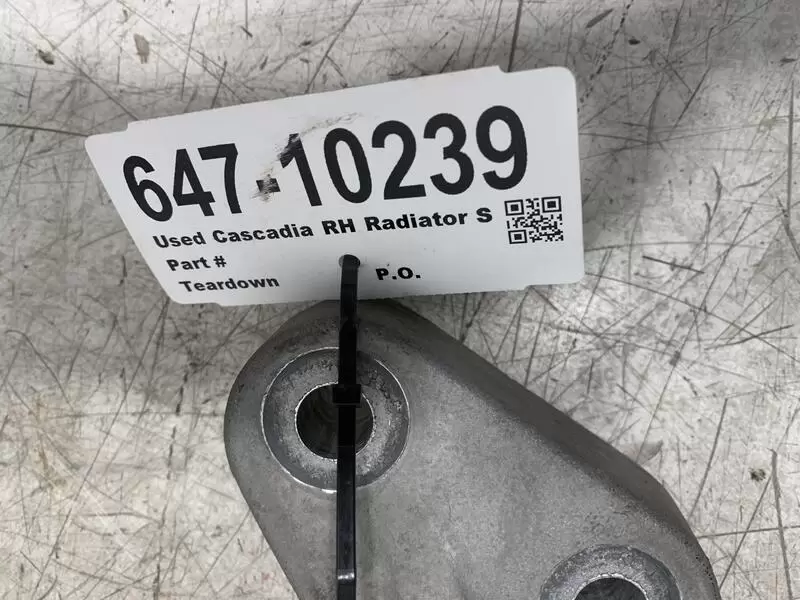 647-10239
Used Cascadia RH Radiator S
Part #
Teardown P.O.